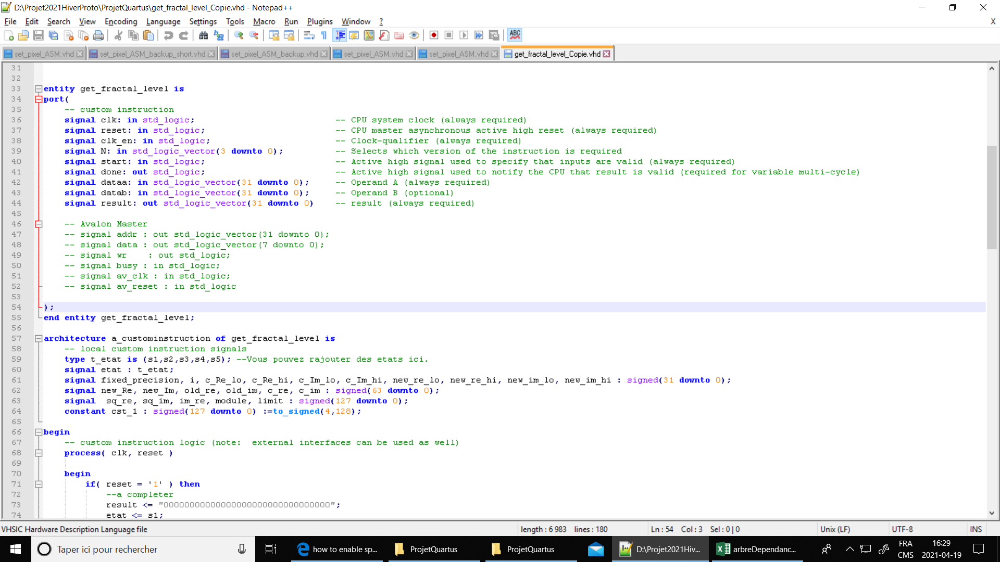 D:\Projet2021HiverProto\ProjetQuartus\get_fractal_level_Copie.vhd - Notepad++
File Edit Search View Encoding Language Settings Tools Macro Run Plugins Window ? X
ABC
set_pixel_ASM.vhd set_pixel_ASM_backup_short.vhd set_pixel_ASM_backup.vhd set_pixel_ASM.vhd set_pixel_ASM.vhd get_fractal_level_Copie.vhd
31
32
33 entity get_fractal_level is
34 port(
35 -- custom instruction
36 signal clk: in std_logic; -- CPU system clock (always required)
37 signal reset: in std_logic; -- CPU master asynchronous active high reset (always required)
38 signal clk_en: in std_logic; -- Clock-qualifier (always required)
39 signal N: in std_logic_vector(3 downto 0); -- Selects which version of the instruction is required
40 signal start: in std_logic; -- Active high signal used to specify that inputs are valid (always required)
41 signal done: out std_logic; -- Active high signal used to notify the CPU that result is valid (required for variable multi-cycle)
42 signal dataa: in std_logic_vector(31 downto 0); -- Operand A (always required)
43 signal datab: in std_logic_vector(31 downto 0); -- Operand B (optional)
44 signal result: out std_logic_vector(31 downto 0) -- result (always required)
45
46 -- Avalon Master
47 -- signal addr : out std_logic_vector(31 downto 0);
48 -- signal data : out std_logic_vector(7 downto 0);
49 -- signal wr : out std_logic;
50 -- signal busy : in std_logic;
51 -- signal av_clk : in std_logic;
52 -- signal av_reset : in std_logic
53
54 );
55 end entity get_fractal_level;
56
57 architecture a_custominstruction of get_fractal_level is
58 -- local custom instruction signals
59 type t_etat is (s1,s2,s3,s4,s5); --Vous pouvez rajouter des etats ici.
60 signal etat : t_etat;
61 signal fixed_precision, i, c_Re_lo, c_Re_hi, c_Im_lo, c_Im_hi, new_re_lo, new_re_hi, new_im_lo, new_im_hi : signed(31 downto 0);
62 signal new_Re, new_Im, old_re, old_im, c_re, c_im : signed(63 downto 0);
63 signal sq_re, sq_im, im_re, module, limit : signed(127 downto 0);
64 constant cst_1 : signed(127 downto 0) :=to_signed(4,128);
65
66 begin
67 -- custom instruction logic (note: external interfaces can be used as well)
68 process( clk, reset )
69
70 begin
71 if( reset = '1' ) then
72 --a completer
73 result <= "00000000000000000000000000000000";
74 etat <= s1;
VHSIC Hardware Description Language file length : 6 983 lines : 180 Ln : 54 Col : 3 Sel : 0 | 0 Unix (LF) UTF-8 INS
Taper ici pour rechercher how to enable sp... ProjetQuartus ProjetQuartus D:\Projet2021Hiv... arbreDependanc... FRA CMS 16:29 2021-04-19